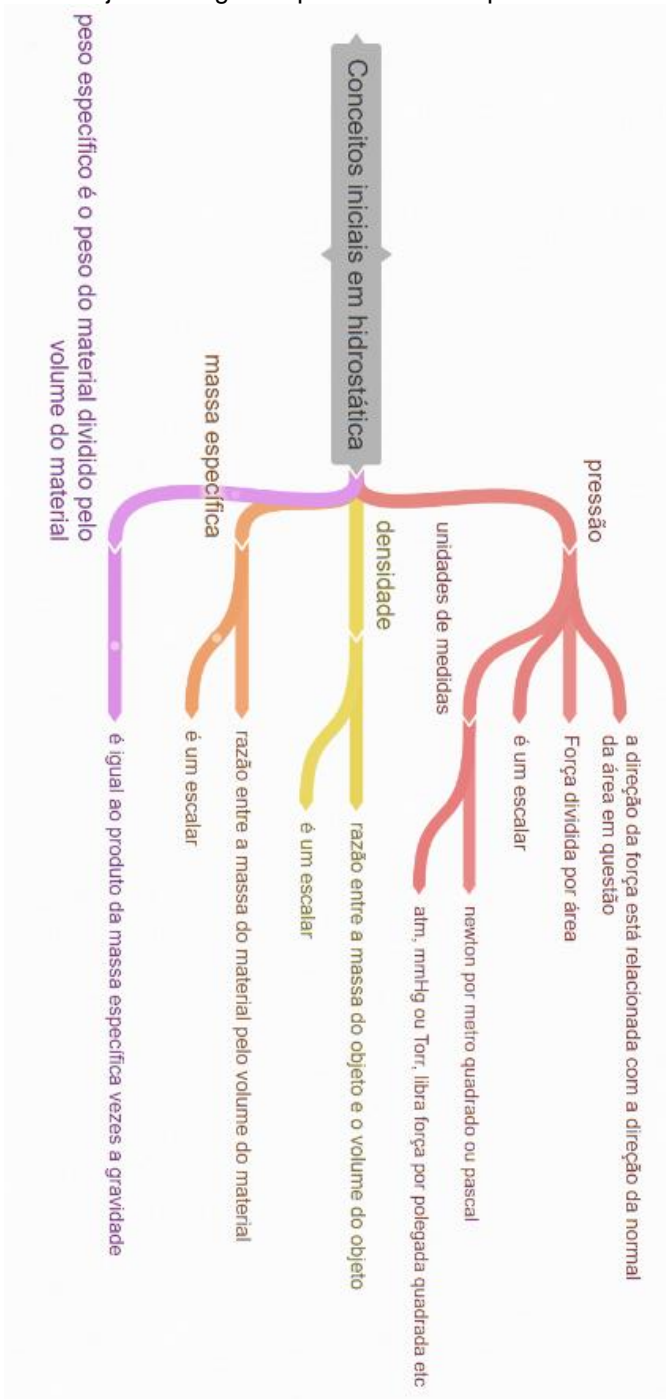 Conceitos iniciais em hidrostática
pressão
a direção da força está relacionada com a direção da normal
da área em questão
Força dividida por área
é um escalar
unidades de medidas
newton por metro quadrado ou pascal
atm, mmHg ou Torr, libra força por polegada quadrada etc
densidade
razão entre a massa do objeto e o volume do objeto
é um escalar
massa específica
razão entre a massa do material pelo volume do material
é um escalar
peso específico é o peso do material dividido pelo
volume do material
é igual ao produto da massa específica vezes a gravidade